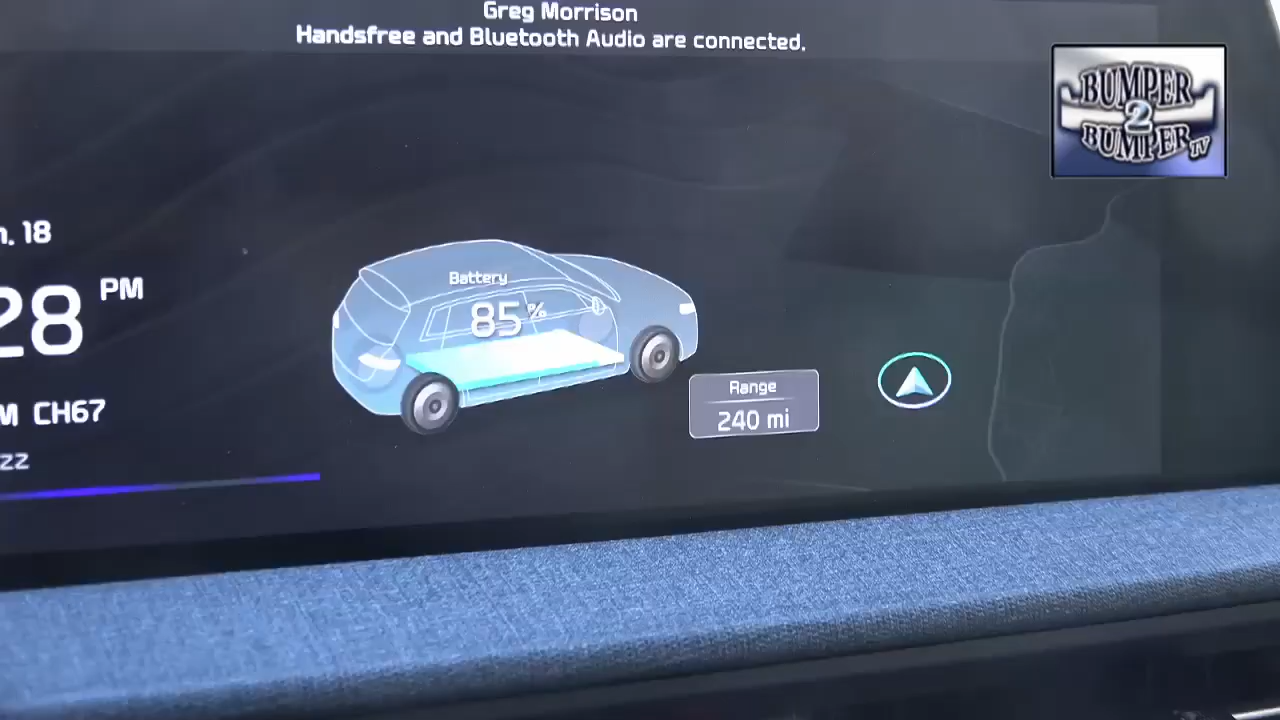 Greg Morrison
Handsfree and Bluetooth Audio are connected.
BUMPER
2
BUMPER TV
n. 18
28 PM
M CH67
22
Battery
85%
Range
240 mi